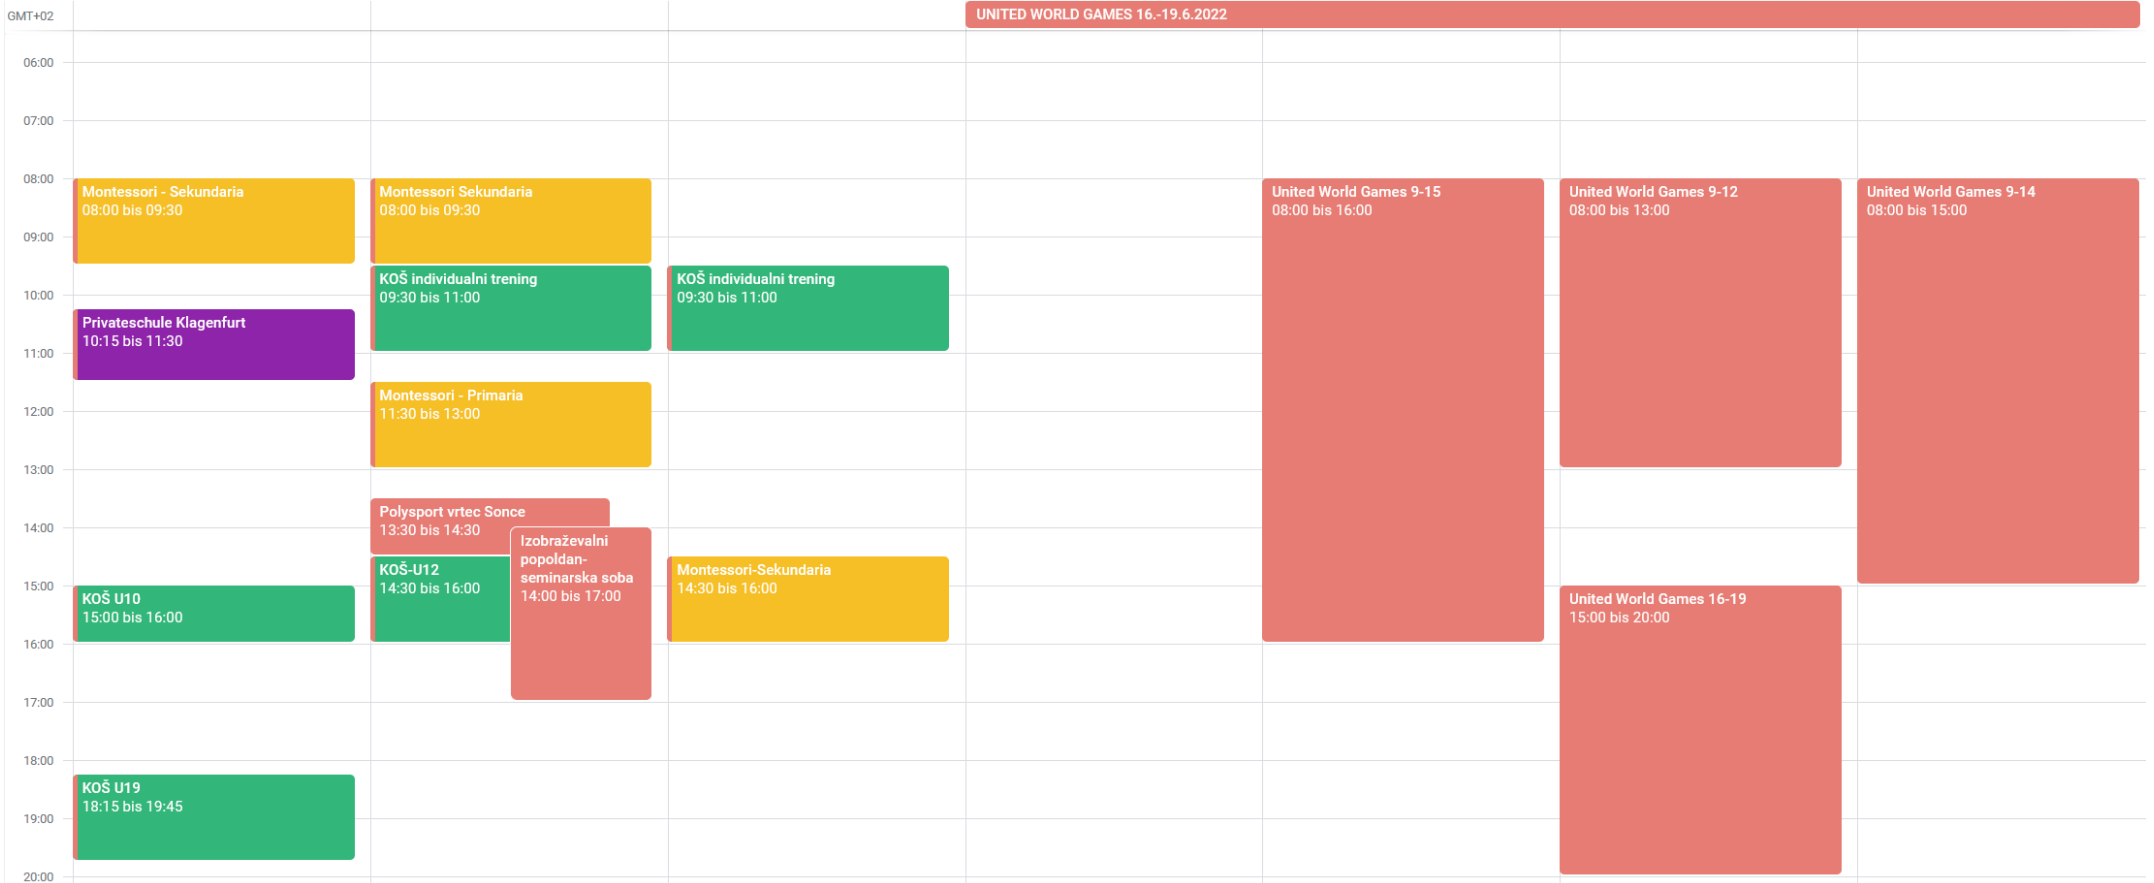 GMT+02
UNITED WORLD GAMES 16.-19.6.2022
06:00
07:00
08:00
09:00
10:00
11:00
12:00
13:00
14:00
15:00
16:00
17:00
18:00
19:00
20:00
Montessori - Sekundaria
08:00 bis 09:30
Privateschule Klagenfurt
10:15 bis 11:30
KOŠ U10
15:00 bis 16:00
KOŠ U19
18:15 bis 19:45
Montessori Sekundaria
08:00 bis 09:30
KOŠ individualni trening
09:30 bis 11:00
Montessori - Primaria
11:30 bis 13:00
Polysport vrtec Sonce
13:30 bis 14:30
KOŠ-U12
14:30 bis 16:00
Izobraževalni
popoldan-
seminarska soba
14:00 bis 17:00
KOŠ individualni trening
09:30 bis 11:00
Montessori-Sekundaria
14:30 bis 16:00
United World Games 9-15
08:00 bis 16:00
United World Games 9-12
08:00 bis 13:00
United World Games 16-19
15:00 bis 20:00
United World Games 9-14
08:00 bis 15:00